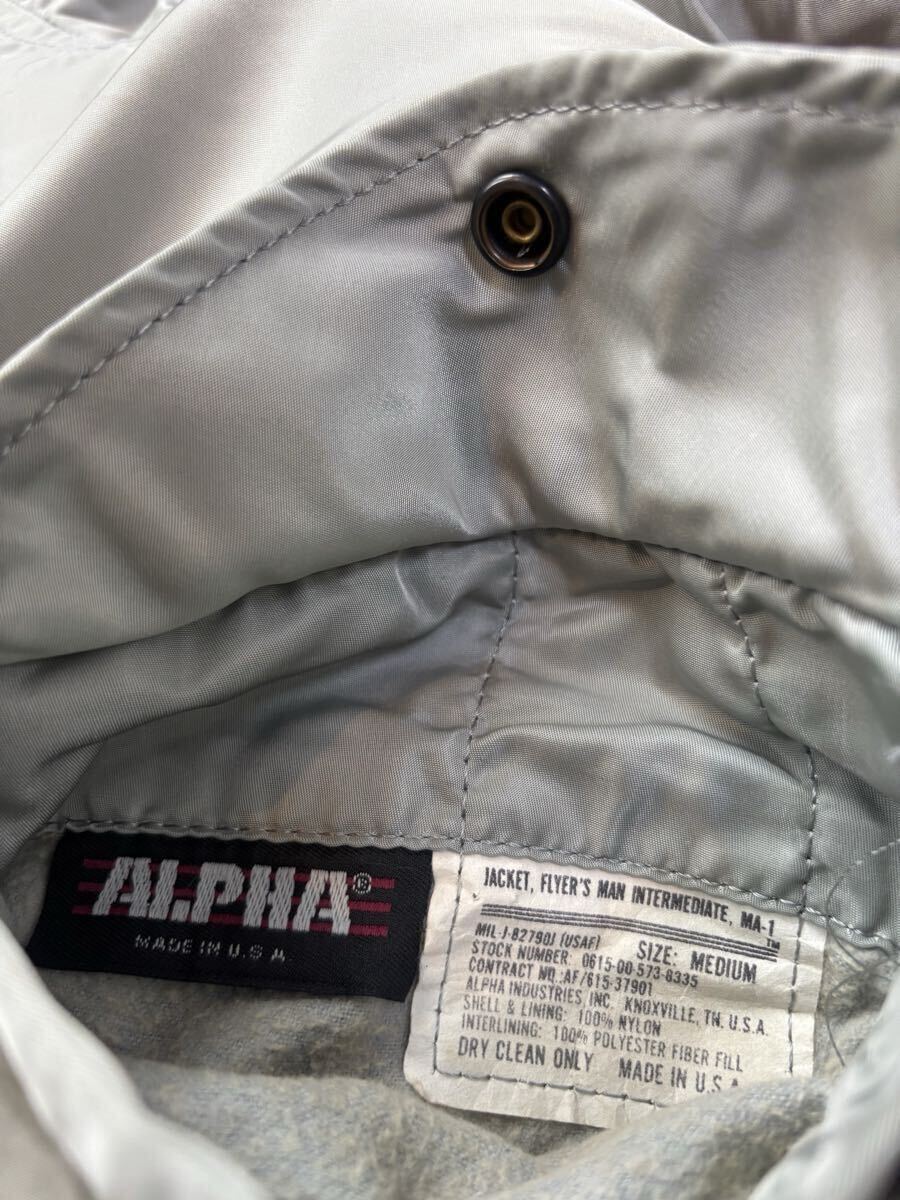 ALPHA®
MADE IN U.S.A
JACKET, FLYER'S MAN INTERMEDIATE, MA-1
™
MIL-J-82790J (USAF)
SIZE: MEDIUM
STOCK NUMBER: 0615-00-573-8335
CONTRACT NO: AF/615-37901
ALPHA INDUSTRIES, INC. KNOXVILLE, TN. U.S.A.
SHELL & LINING: 100% NYLON
INTERLINING: 100% POLYESTER FIBER FILL
DRY CLEAN ONLY MADE IN U.S.A